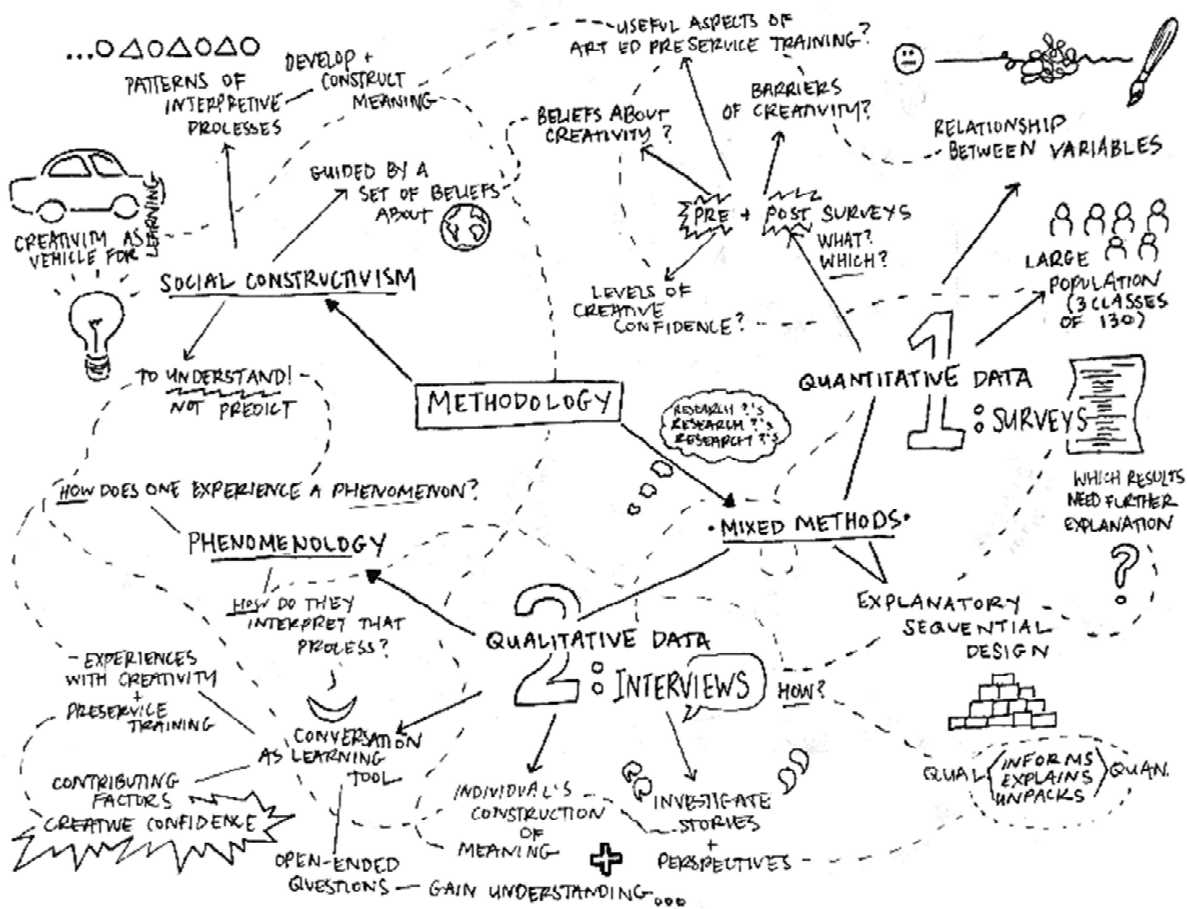 ...
PATTERNS OF
INTERPRETIVE
PROCESSES
DEVELOP +
CONSTRUCT
MEANING
USEFUL ASPECTS OF
ART ED PRESERVICE TRAINING?
BELIEFS ABOUT
CREATIVITY?
BARRIERS
OF CREATIVITY?
RELATIONSHIP
BETWEEN VARIABLES
GUIDED BY A
SET OF BELIEFS
ABOUT
CREATIVITY AS
VEHICLE FOR
LEARNING
SOCIAL CONSTRUCTIVISM
PRE + POST SURVEYS
WHAT?
WHICH?
LEVELS OF
CREATIVE
CONFIDENCE?
LARGE
POPULATION
(3 CLASSES
OF 130)
TO UNDERSTAND!
NOT PREDICT
METHODOLOGY
RESEARCH ?'s
RESEARCH ?'s
RESEARCH ?'s
QUANTITATIVE DATA
1
: SURVEYS
WHICH RESULTS
NEED FURTHER
EXPLANATION
?
HOW DOES ONE EXPERIENCE A PHENOMENON?
PHENOMENOLOGY
• MIXED METHODS •
HOW DO THEY
INTERPRET THAT
PROCESS?
2
QUALITATIVE DATA
: INTERVIEWS
HOW?
EXPLANATORY
SEQUENTIAL
DESIGN
EXPERIENCES
WITH CREATIVITY
+
PRESERVICE
TRAINING
CONVERSATION
AS LEARNING
TOOL
CONTRIBUTING
FACTORS
CREATIVE CONFIDENCE
INDIVIDUAL'S
CONSTRUCTION
OF
MEANING
INVESTIGATE
STORIES
+
PERSPECTIVES
QUAL (INFORMS
EXPLAINS
UNPACKS) QUAN.
OPEN-ENDED
QUESTIONS — GAIN UNDERSTANDING...